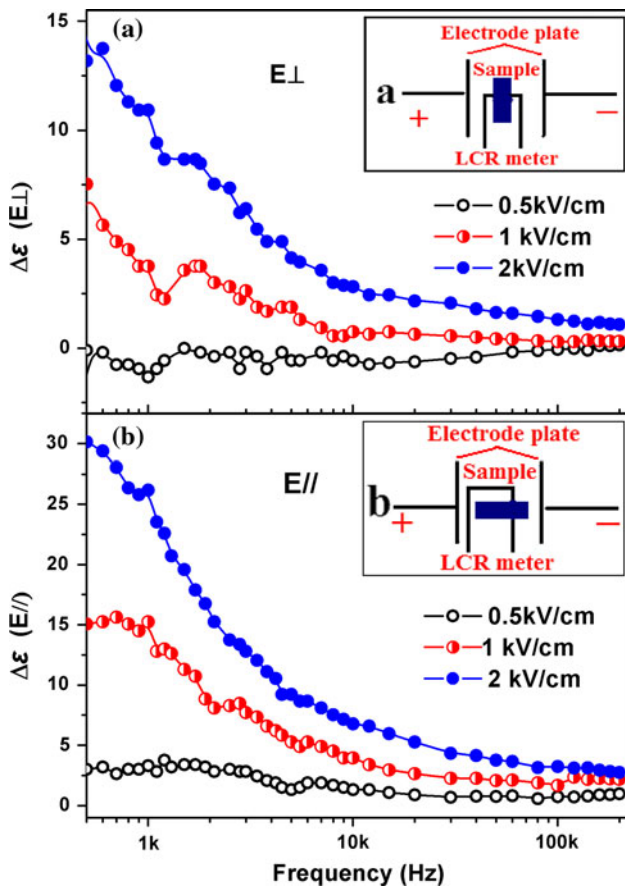 (a)
E⊥
Electrode plate
Sample
a
+
−
LCR meter
0.5kV/cm
1 kV/cm
2kV/cm
Δε (E⊥)
15
10
5
0
(b)
E//
Electrode plate
Sample
b
+
−
LCR meter
0.5kV/cm
1 kV/cm
2 kV/cm
Δε (E//)
30
25
20
15
10
5
0
1k 10k 100k
Frequency (Hz)